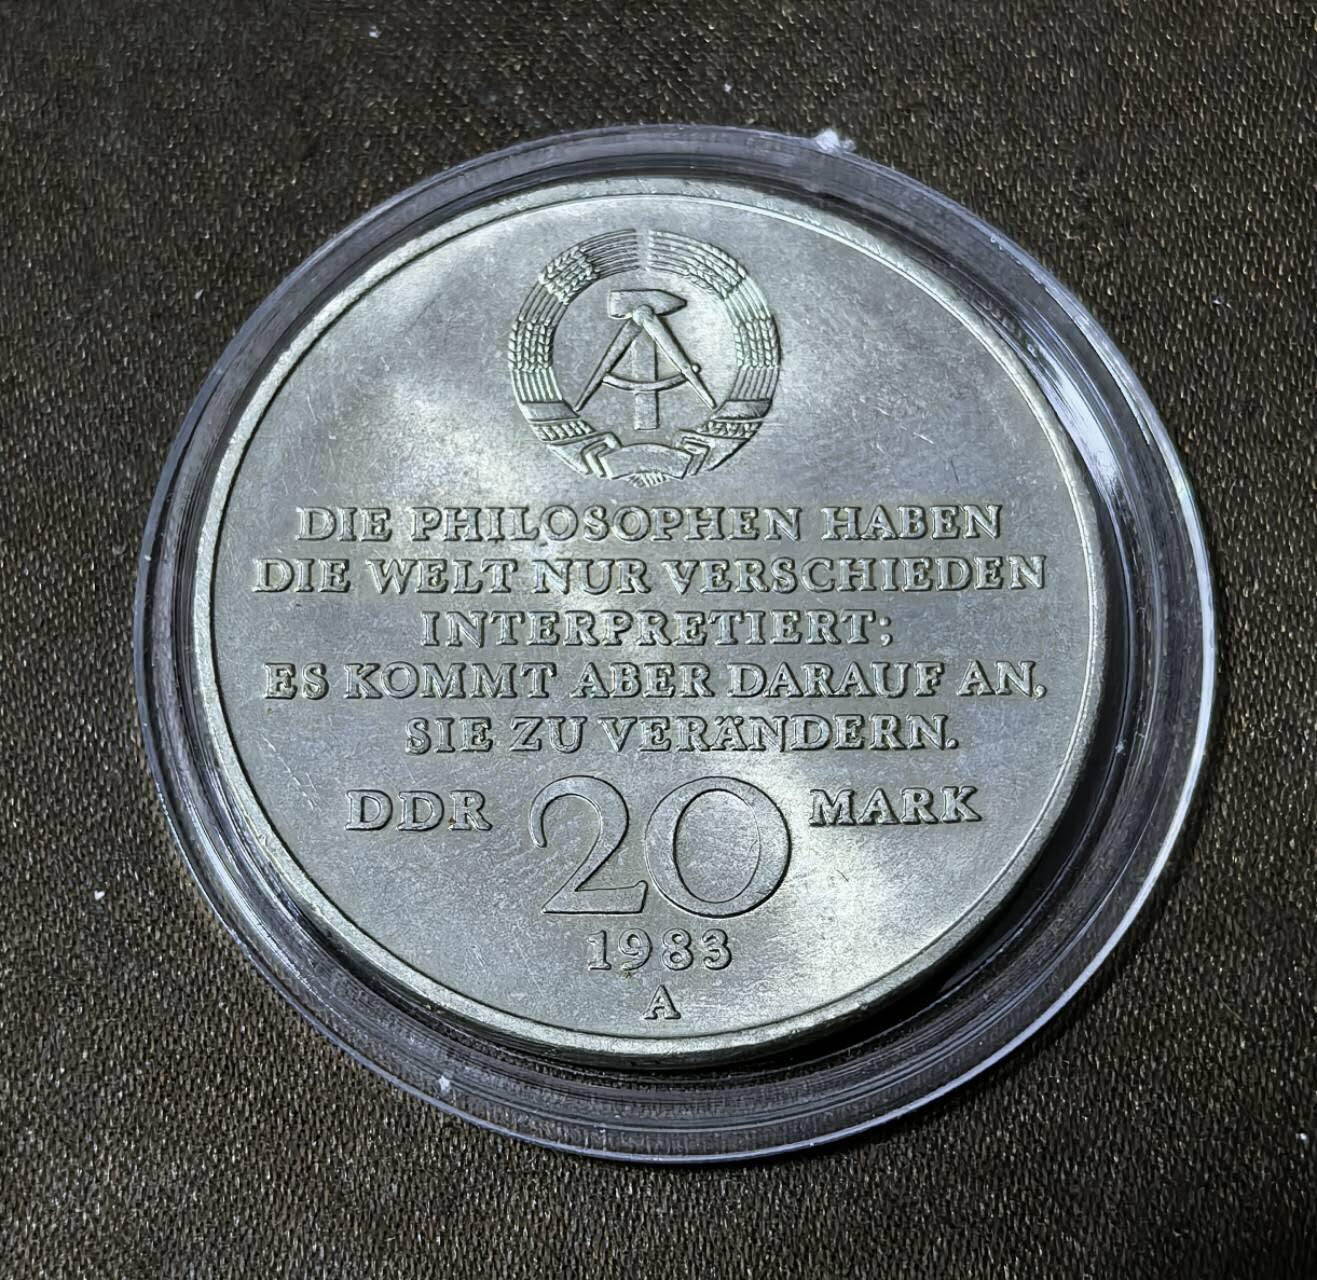 DIE PHILOSOPHEN HABEN
DIE WELT NUR VERSCHIEDEN
INTERPRETIERT;
ES KOMMT ABER DARAUF AN,
SIE ZU VERÄNDERN.
DDR 20 MARK
1983
A